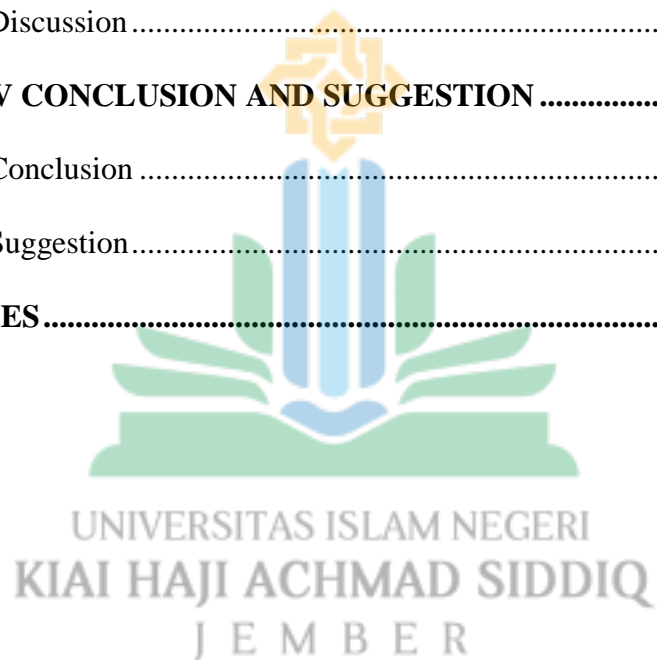 Discussion ........................................................................
V CONCLUSION AND SUGGESTION ................
Conclusion .......................................................................
Suggestion ........................................................................
ES .....................................................................................
UNIVERSITAS ISLAM NEGERI
KIAI HAJI ACHMAD SIDDIQ
J E M B E R